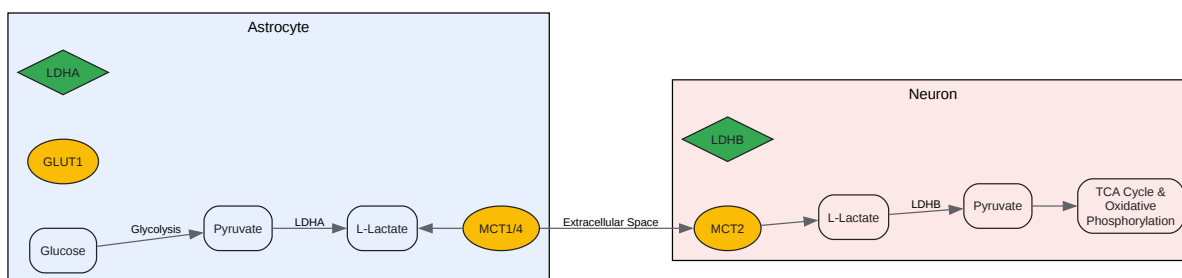 Astrocyte
LDHA
GLUT1
Glucose
Glycolysis
Pyruvate
LDHA
L-Lactate
MCT1/4
Extracellular Space
Neuron
LDHB
MCT2
L-Lactate
LDHB
Pyruvate
TCA Cycle &
Oxidative
Phosphorylation